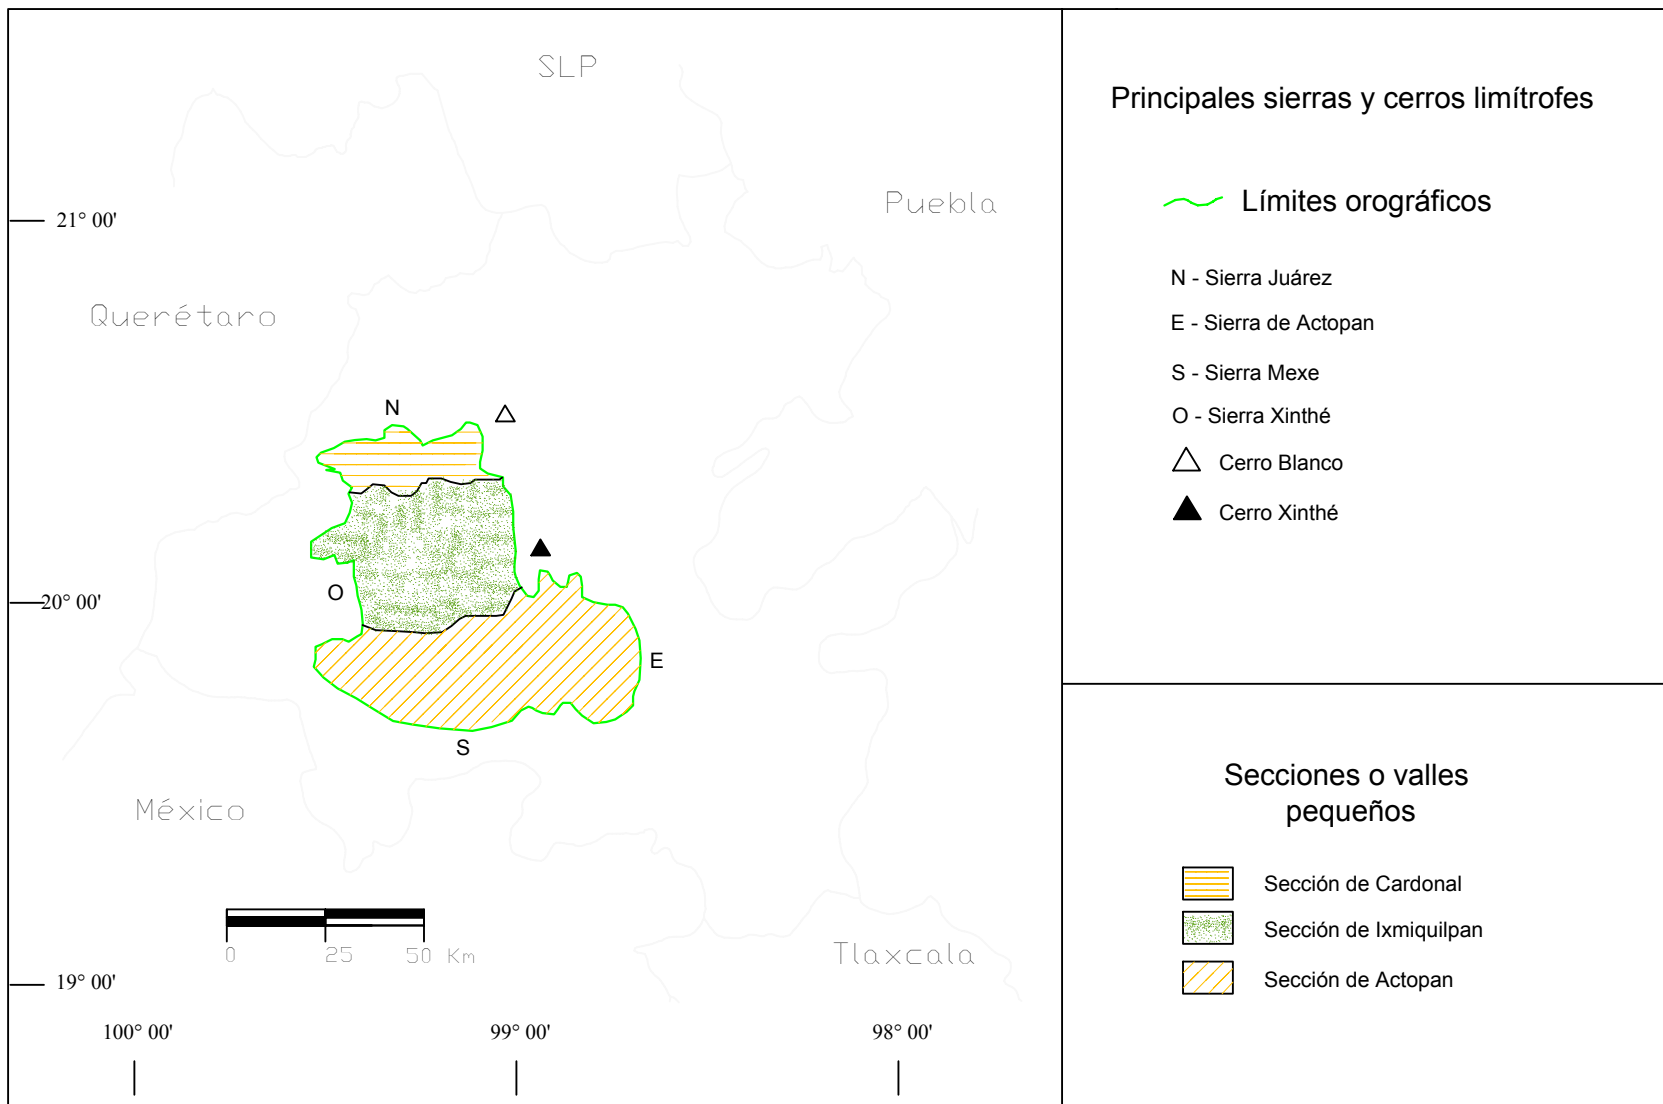 SLP
Puebla
21° 00'
Querétaro
N
O
20° 00'
E
S
México
0 25 50 Km
Tlaxcala
19° 00'
100° 00' 99° 00' 98° 00'
Principales sierras y cerros limítrofes
Límites orográficos
N - Sierra Juárez
E - Sierra de Actopan
S - Sierra Mexe
O - Sierra Xinthé
Cerro Blanco
Cerro Xinthé
Secciones o valles
pequeños
Sección de Cardonal
Sección de Ixmiquilpan
Sección de Actopan